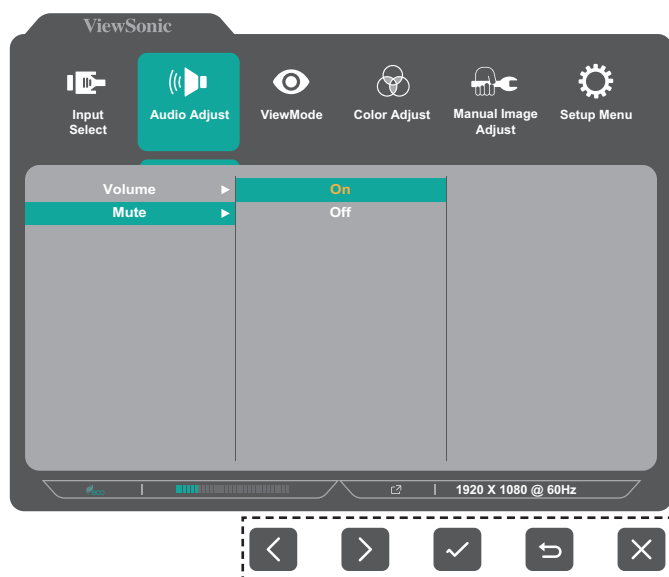 ViewSonic
Input
Select
Audio Adjust
ViewMode
Color Adjust
Manual Image
Adjust
Setup Menu
Volume
On
Mute
Off
eco
1920 X 1080 @ 60Hz